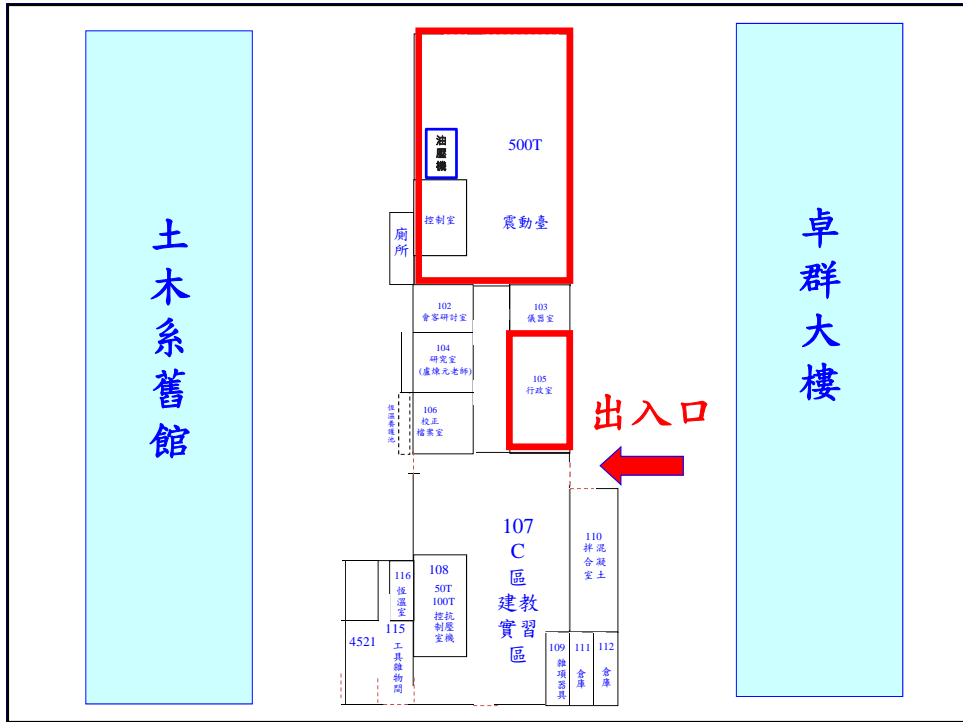 土木系舊館
卓群大樓
油壓機
500T
控制室
震動臺
廁所
102
會客研討室
103
儀器室
104
研究室
(盧煉元老師)
105
行政室
106
校正
檔案室
恆溫養護池
出入口
107
C
區
建教
實習
區
110
混凝土
拌合室
108
50T
100T
抗壓機
控制室
116
恆溫室
4521
115
工具雜物間
109
雜項器具
111
倉庫
112
倉庫